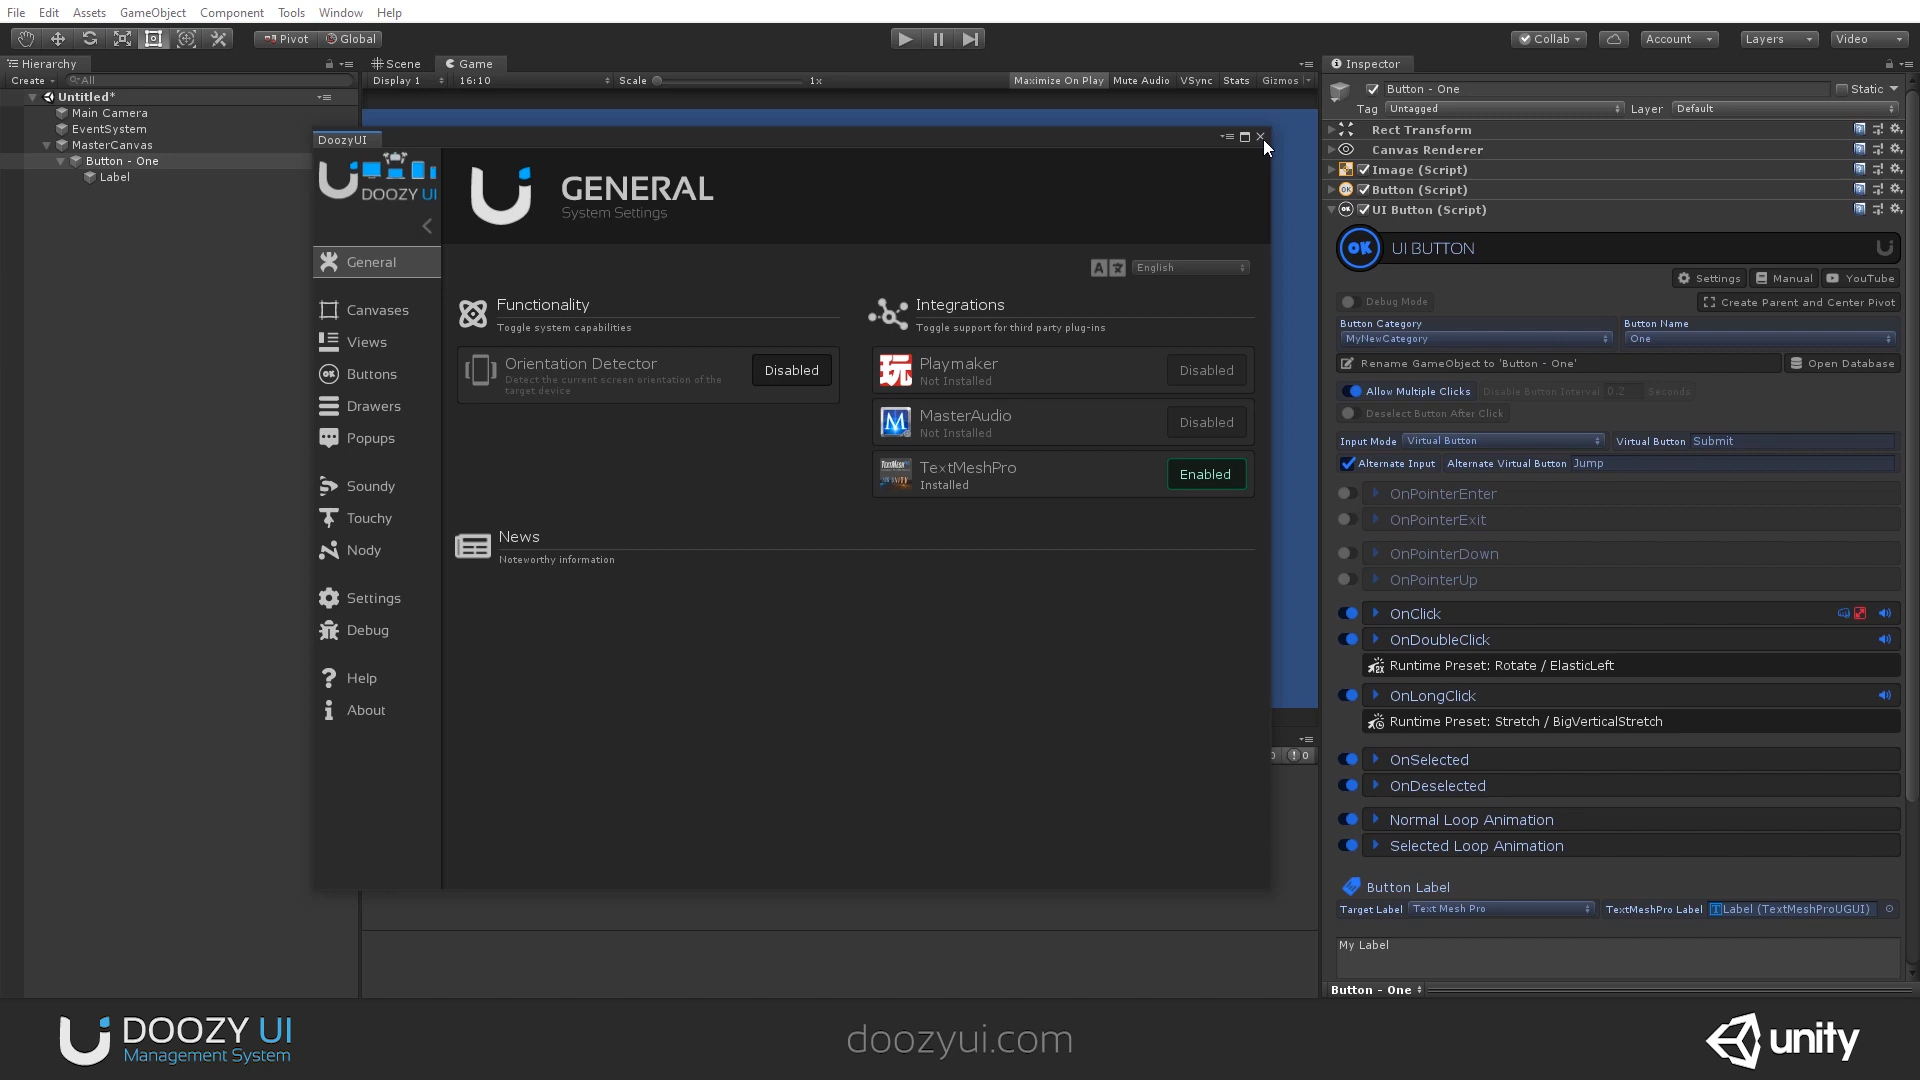 File Edit Assets GameObject Component Tools Window Help
Pivot Global
Collab Account Layers Video
Hierarchy
Create All
Untitled*
Main Camera
EventSystem
MasterCanvas
Button - One
Label
Scene Game
Display 1 16:10 Scale 1x Maximize On Play Mute Audio VSync Stats Gizmos
DoozyUI
DOOZY UI
General
Canvases
Views
Buttons
Drawers
Popups
Soundy
Touchy
Nody
Settings
Debug
Help
About
GENERAL
System Settings
English
Functionality
Toggle system capabilities
Orientation Detector
Detect the current screen orientation of the
target device
Disabled
Integrations
Toggle support for third party plug-ins
Playmaker
Not Installed
Disabled
MasterAudio
Not Installed
Disabled
TextMeshPro
Installed
Enabled
News
Noteworthy information
0
Inspector
Button - One Static
Tag Untagged Layer Default
Rect Transform
Canvas Renderer
Image (Script)
Button (Script)
UI Button (Script)
OK UI BUTTON
Settings Manual YouTube
Debug Mode Create Parent and Center Pivot
Button Category Button Name
MyNewCategory One
Rename GameObject to 'Button - One' Open Database
Allow Multiple Clicks Disable Button Interval 0.2 Seconds
Deselect Button After Click
Input Mode Virtual Button Virtual Button Submit
Alternate Input Alternate Virtual Button Jump
OnPointerEnter
OnPointerExit
OnPointerDown
OnPointerUp
OnClick
OnDoubleClick
Runtime Preset: Rotate / ElasticLeft
OnLongClick
Runtime Preset: Stretch / BigVerticalStretch
OnSelected
OnDeselected
Normal Loop Animation
Selected Loop Animation
Button Label
Target Label Text Mesh Pro TextMeshPro Label Label (TextMeshProUGUI)
My Label
Button - One
DOOZY UI
Management System
doozyui.com
unity